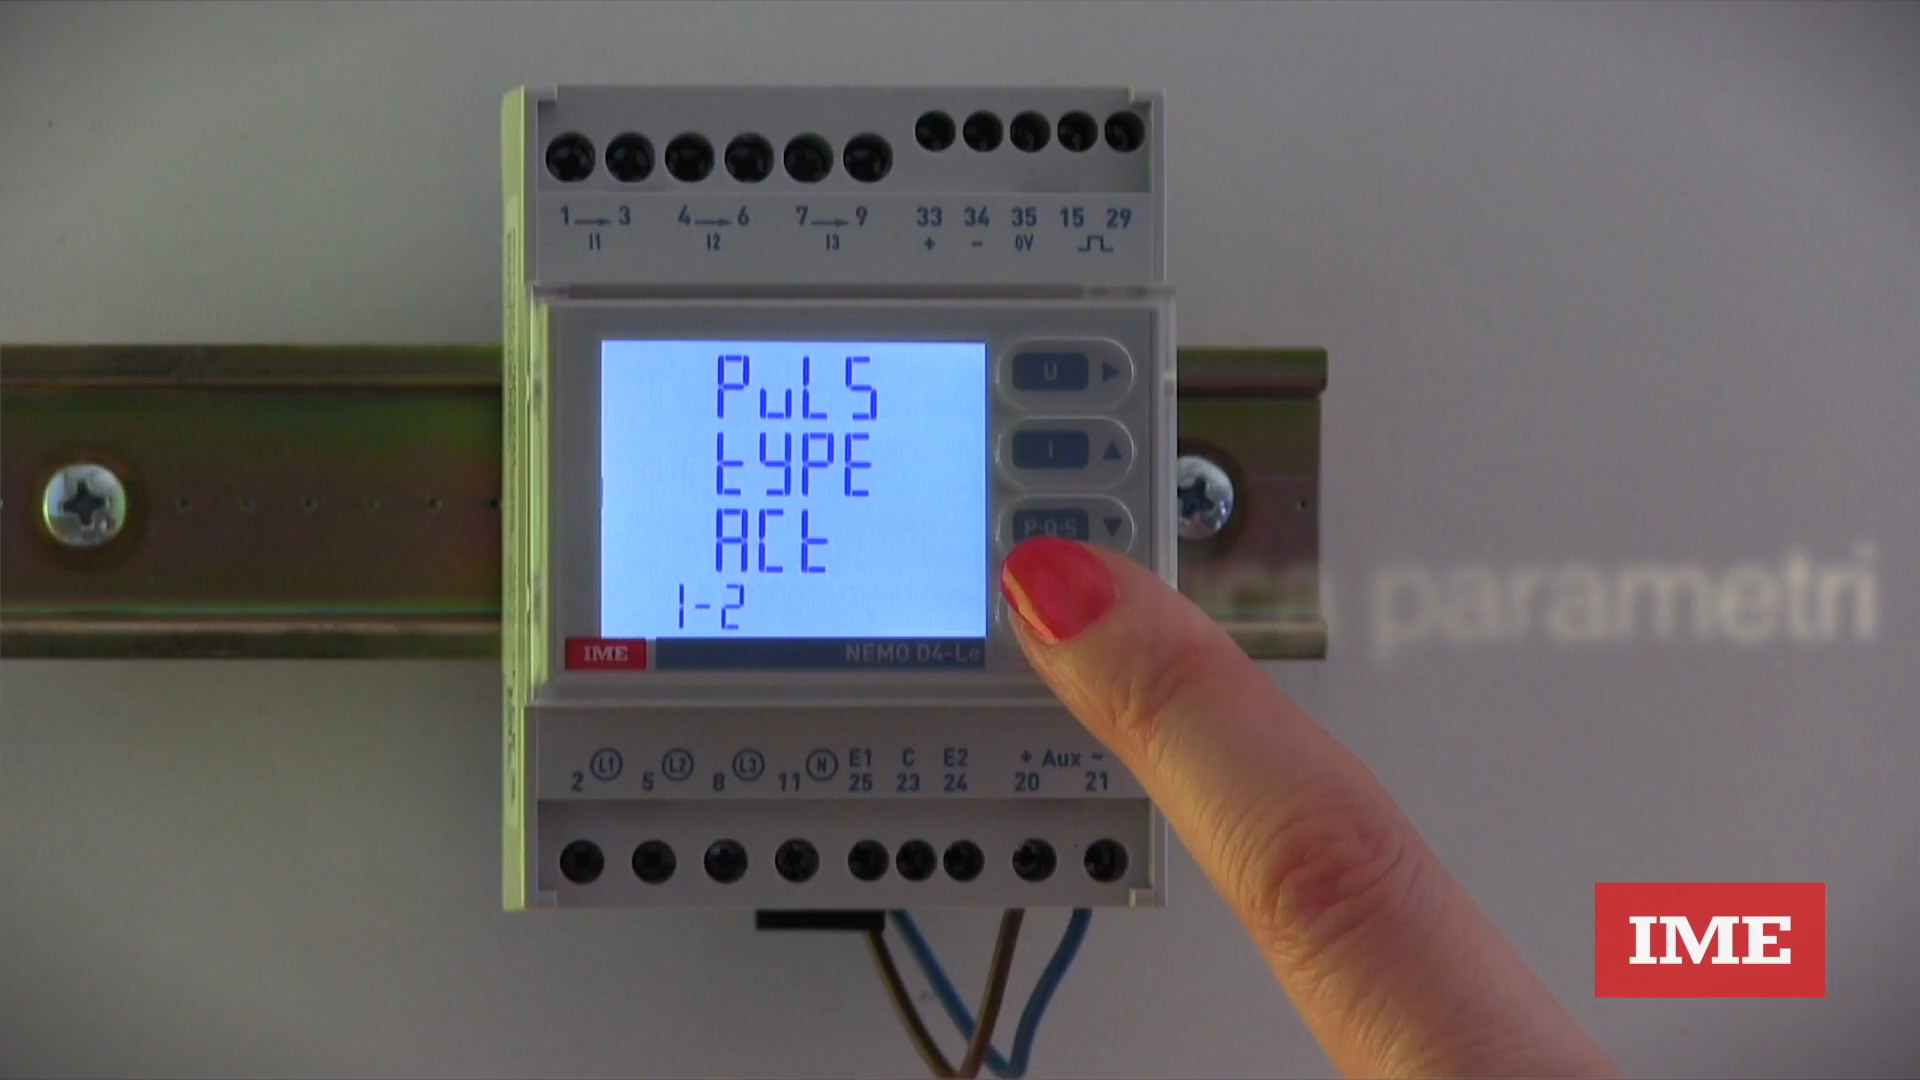 1 → 3 4 → 6 7 → 9 33 34 35 15 29
I1 I2 I3 + - 0V
PuLS
tYPE
ACt
1-2
U
I
P·Q·S
IME NEMO D4-Le
parametri
L1 L2 L3 N E1 C E2 + Aux -
2 5 8 11 25 23 24 20 21
IME